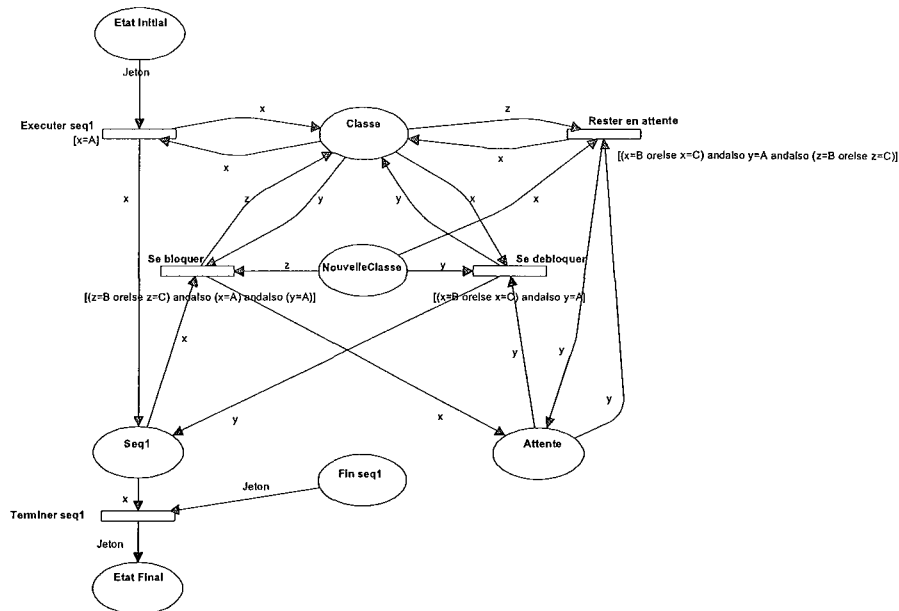 Etat Initial
Jeton
x
z
Executer seq1
Classe
Rester en attente
[x=A]
x
x
[(x=B orelse x=C) andalso y=A andalso (z=B orelse z=C)]
x
z
y
y
x
x
Se bloquer
z
NouvelleClasse
y
Se debloquer
[(z=B orelse z=C) andalso (x=A) andalso (y=A)]
[(x=B orelse x=C) andalso y=A]
x
y
y
y
y
x
Seq1
Attente
Fin seq1
Jeton
x
Terminer seq1
Jeton
Etat Final